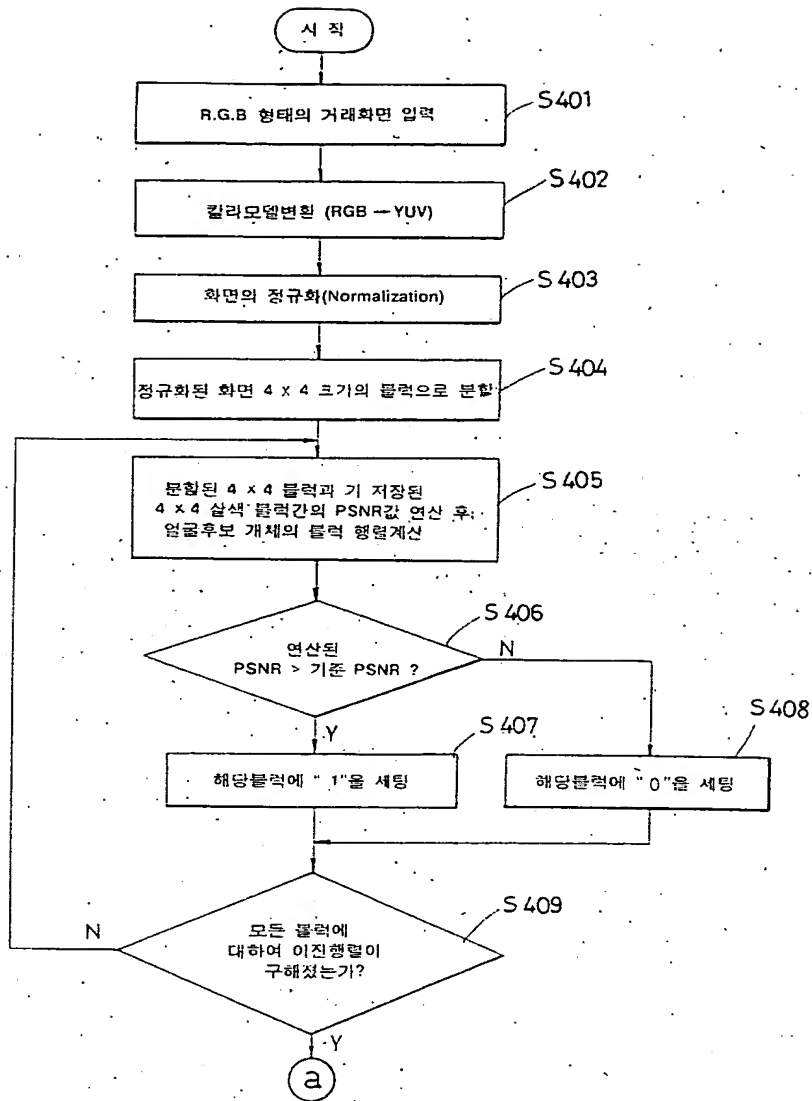 시 작
R.G.B 형태의 거래화면 입력
S401
칼라모델변환 (RGB → YUV)
S402
화면의 정규화(Normalization)
S403
정규화된 화면 4 x 4 크기의 블럭으로 분할
S404
분할된 4 x 4 블럭과 기 저장된
4 x 4 살색 블럭간의 PSNR값 연산 후,
얼굴후보 개체의 블럭 행렬계산
S405
연산된
PSNR > 기준 PSNR ?
S406
N
Y
S407
S408
해당블럭에 " 1"을 세팅
해당블럭에 " 0"을 세팅
모든 블럭에
대하여 이진행렬이
구해졌는가?
S409
N
Y
a